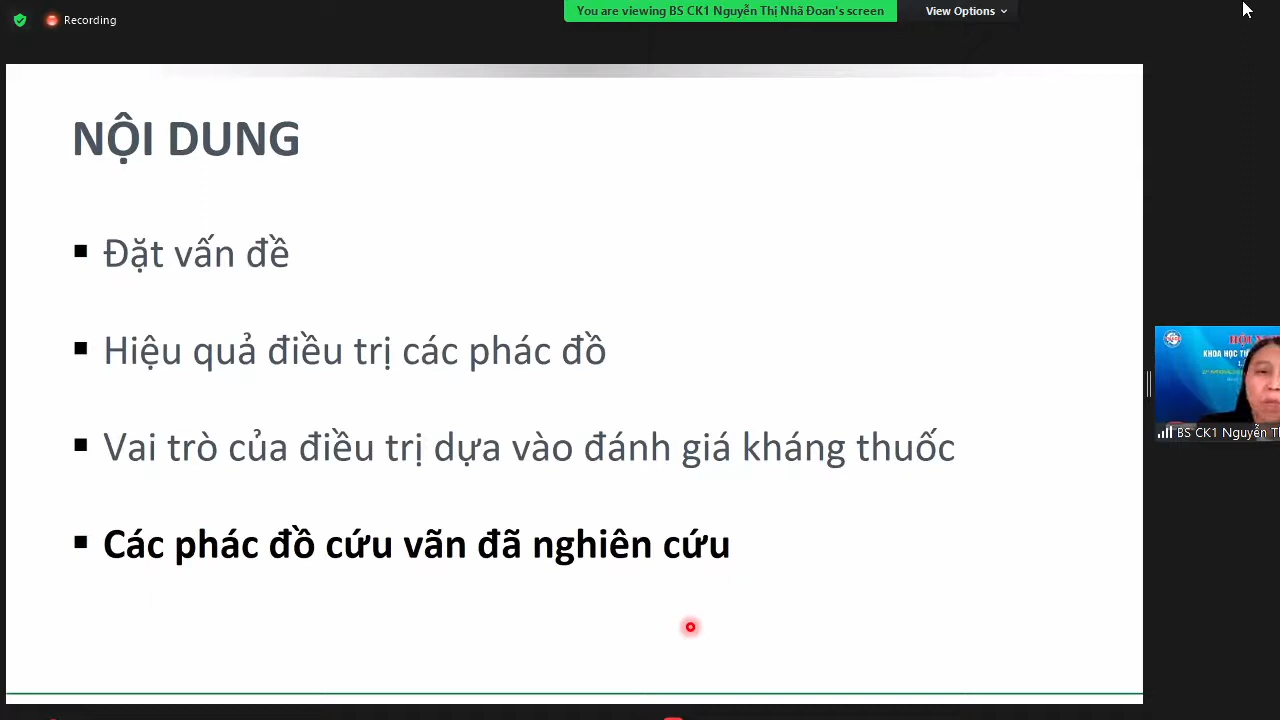 Recording
You are viewing BS CK1 Nguyễn Thị Nhã Đoan's screen
View Options
NỘI DUNG
Đặt vấn đề
Hiệu quả điều trị các phác đồ
Vai trò của điều trị dựa vào đánh giá kháng thuốc
Các phác đồ cứu vãn đã nghiên cứu
KHOA HỌC
BS CK1 Nguyễn